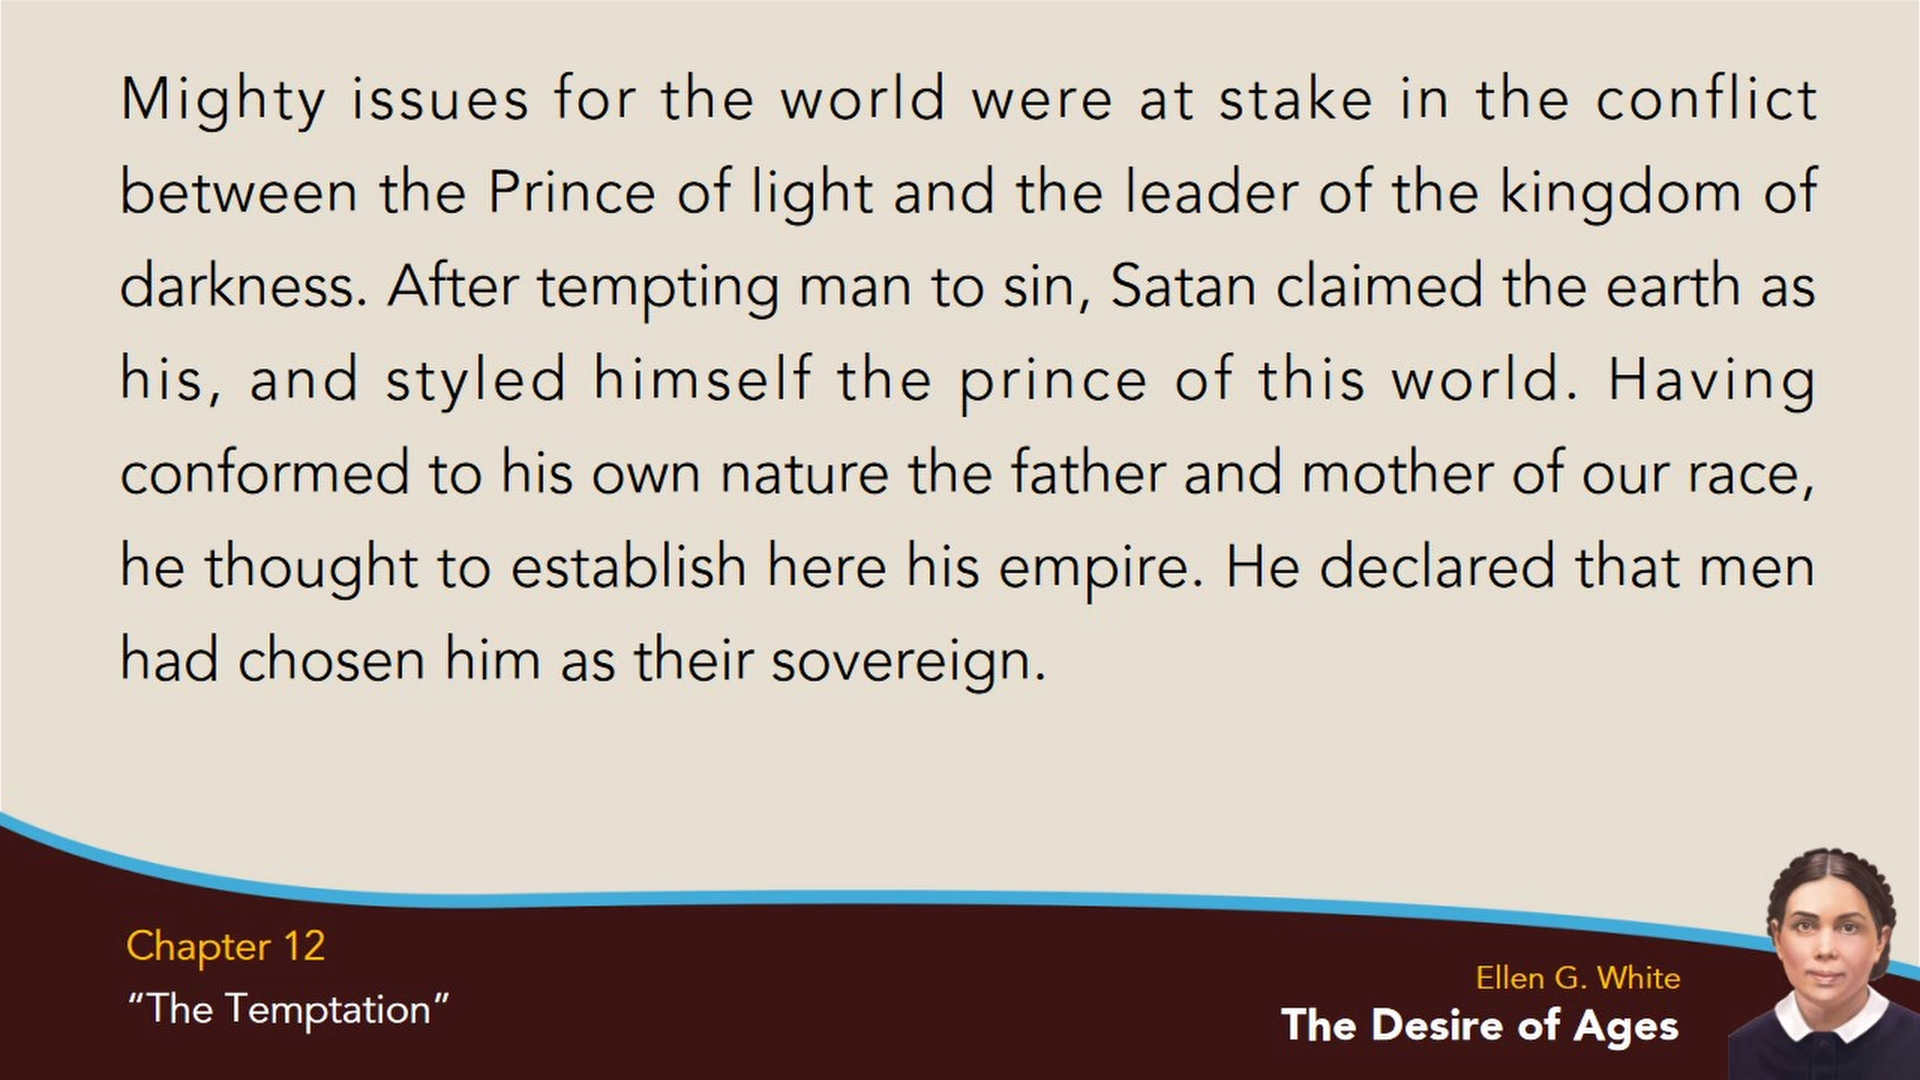 Mighty issues for the world were at stake in the conflict
between the Prince of light and the leader of the kingdom of
darkness. After tempting man to sin, Satan claimed the earth as
his, and styled himself the prince of this world. Having
conformed to his own nature the father and mother of our race,
he thought to establish here his empire. He declared that men
had chosen him as their sovereign.
Chapter 12
“The Temptation”
Ellen G. White
The Desire of Ages